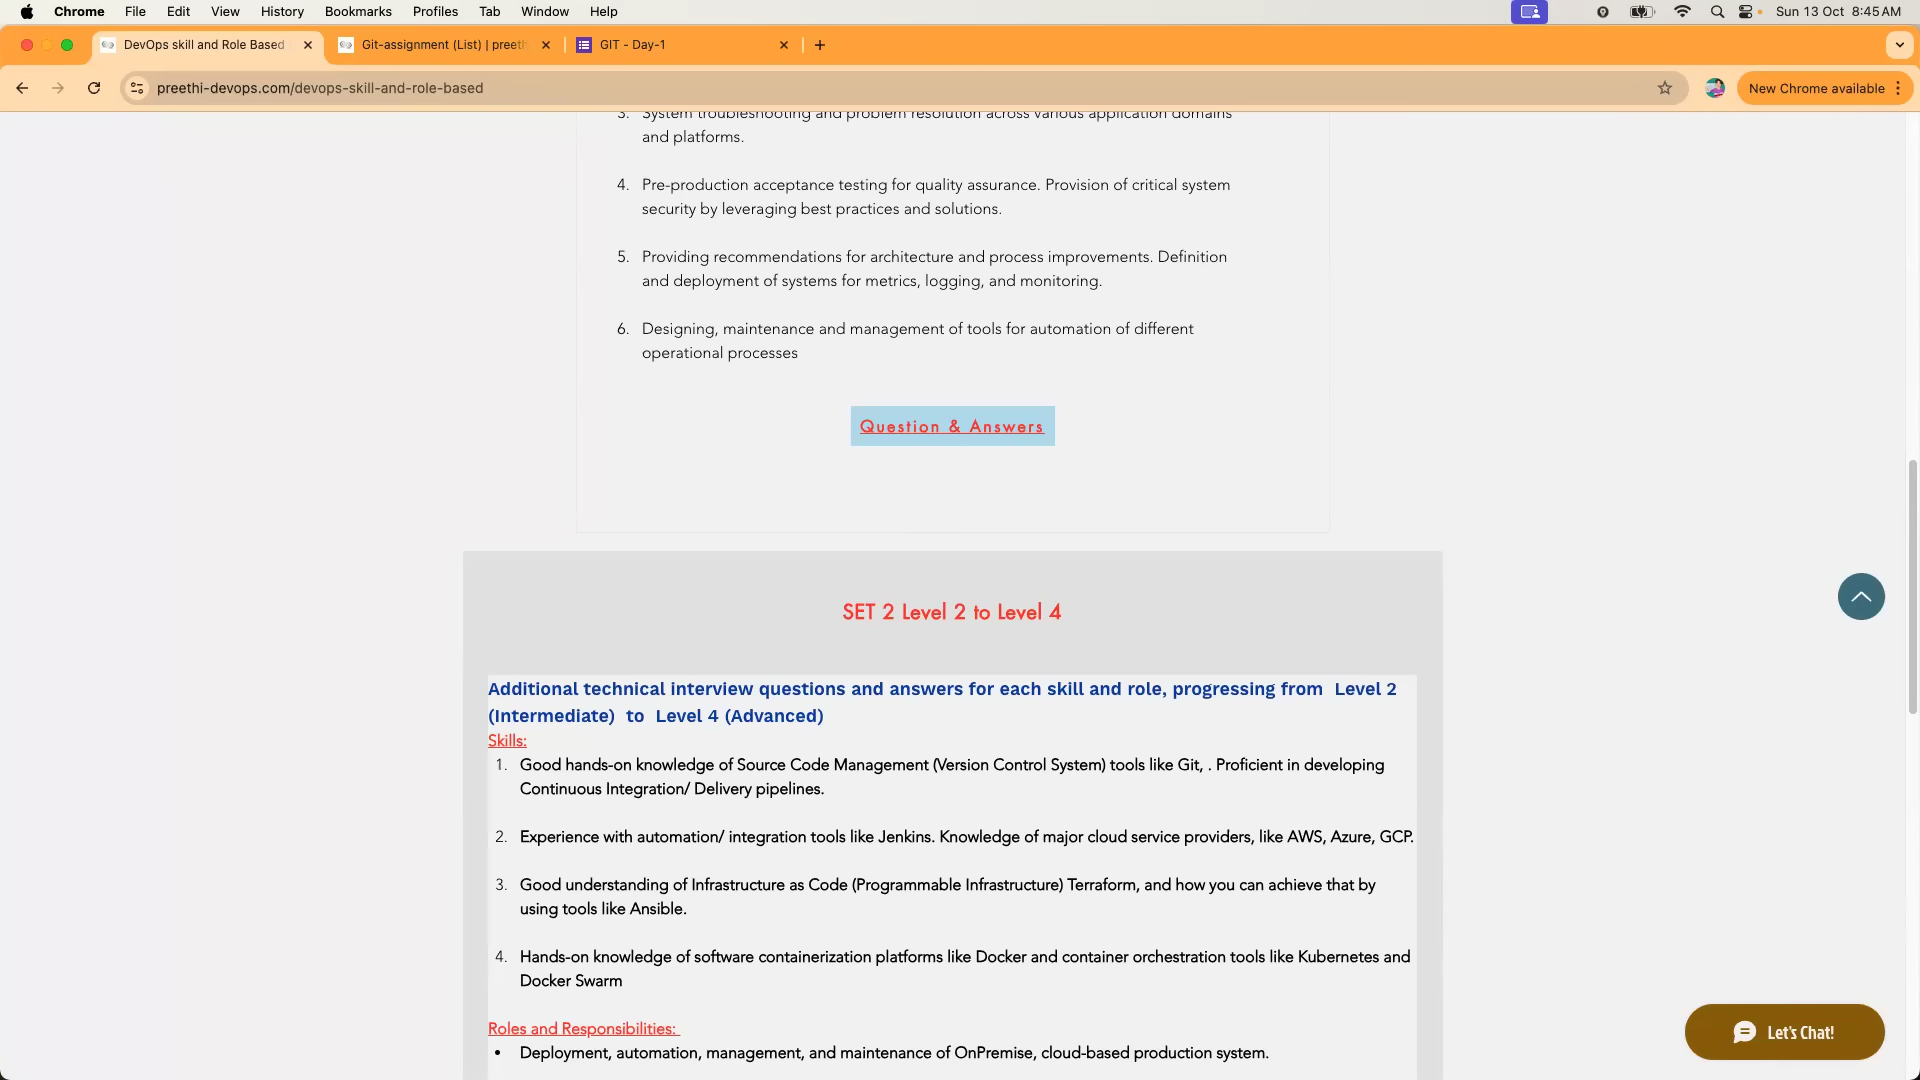 Chrome File Edit View History Bookmarks Profiles Tab Window Help Sun 13 Oct 8:45 AM
DevOps skill and Role Based Git-assignment (List) | preeth GIT - Day-1
preethi-devops.com/devops-skill-and-role-based New Chrome available
3. System troubleshooting and problem resolution across various application domains
and platforms.
4. Pre-production acceptance testing for quality assurance. Provision of critical system
security by leveraging best practices and solutions.
5. Providing recommendations for architecture and process improvements. Definition
and deployment of systems for metrics, logging, and monitoring.
6. Designing, maintenance and management of tools for automation of different
operational processes
Question & Answers
SET 2 Level 2 to Level 4
Additional technical interview questions and answers for each skill and role, progressing from Level 2
(Intermediate) to Level 4 (Advanced)
Skills:
1. Good hands-on knowledge of Source Code Management (Version Control System) tools like Git, . Proficient in developing
Continuous Integration/ Delivery pipelines.
2. Experience with automation/ integration tools like Jenkins. Knowledge of major cloud service providers, like AWS, Azure, GCP.
3. Good understanding of Infrastructure as Code (Programmable Infrastructure) Terraform, and how you can achieve that by
using tools like Ansible.
4. Hands-on knowledge of software containerization platforms like Docker and container orchestration tools like Kubernetes and
Docker Swarm
Roles and Responsibilities:
• Deployment, automation, management, and maintenance of OnPremise, cloud-based production system.
Let's Chat!